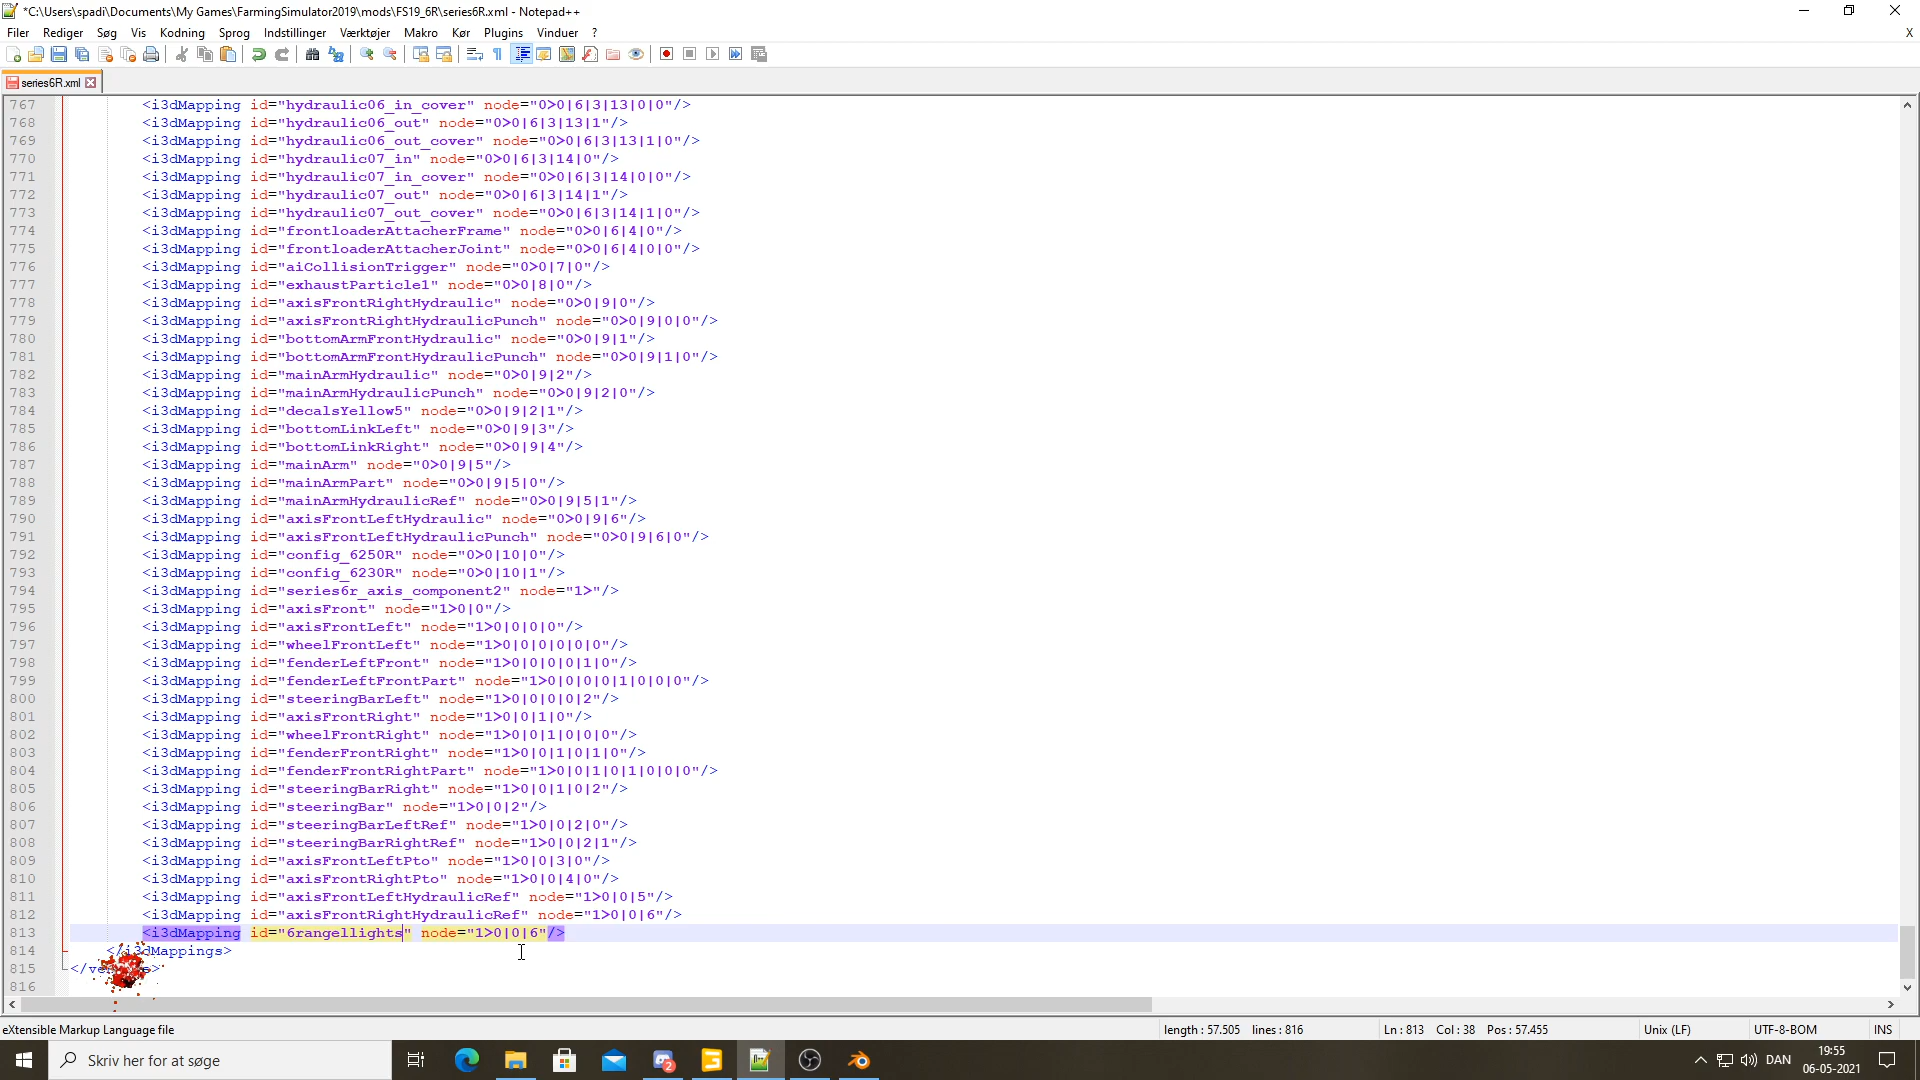 *C:\Users\spadi\Documents\My Games\FarmingSimulator2019\mods\FS19_6R\series6R.xml - Notepad++
Filer Rediger Søg Vis Kodning Sprog Indstillinger Værktøjer Makro Kør Plugins Vinduer ? X
series6R.xml
767 <i3dMapping id="hydraulic06_in_cover" node="0>0|6|3|13|0|0"/>
768 <i3dMapping id="hydraulic06_out" node="0>0|6|3|13|1"/>
769 <i3dMapping id="hydraulic06_out_cover" node="0>0|6|3|13|1|0"/>
770 <i3dMapping id="hydraulic07_in" node="0>0|6|3|14|0"/>
771 <i3dMapping id="hydraulic07_in_cover" node="0>0|6|3|14|0|0"/>
772 <i3dMapping id="hydraulic07_out" node="0>0|6|3|14|1"/>
773 <i3dMapping id="hydraulic07_out_cover" node="0>0|6|3|14|1|0"/>
774 <i3dMapping id="frontloaderAttacherFrame" node="0>0|6|4|0"/>
775 <i3dMapping id="frontloaderAttacherJoint" node="0>0|6|4|0|0"/>
776 <i3dMapping id="aiCollisionTrigger" node="0>0|7|0"/>
777 <i3dMapping id="exhaustParticle1" node="0>0|8|0"/>
778 <i3dMapping id="axisFrontRightHydraulic" node="0>0|9|0"/>
779 <i3dMapping id="axisFrontRightHydraulicPunch" node="0>0|9|0|0"/>
780 <i3dMapping id="bottomArmFrontHydraulic" node="0>0|9|1"/>
781 <i3dMapping id="bottomArmFrontHydraulicPunch" node="0>0|9|1|0"/>
782 <i3dMapping id="mainArmHydraulic" node="0>0|9|2"/>
783 <i3dMapping id="mainArmHydraulicPunch" node="0>0|9|2|0"/>
784 <i3dMapping id="decalsYellow5" node="0>0|9|2|1"/>
785 <i3dMapping id="bottomLinkLeft" node="0>0|9|3"/>
786 <i3dMapping id="bottomLinkRight" node="0>0|9|4"/>
787 <i3dMapping id="mainArm" node="0>0|9|5"/>
788 <i3dMapping id="mainArmPart" node="0>0|9|5|0"/>
789 <i3dMapping id="mainArmHydraulicRef" node="0>0|9|5|1"/>
790 <i3dMapping id="axisFrontLeftHydraulic" node="0>0|9|6"/>
791 <i3dMapping id="axisFrontLeftHydraulicPunch" node="0>0|9|6|0"/>
792 <i3dMapping id="config_6250R" node="0>0|10|0"/>
793 <i3dMapping id="config_6230R" node="0>0|10|1"/>
794 <i3dMapping id="series6r_axis_component2" node="1>"/>
795 <i3dMapping id="axisFront" node="1>0|0"/>
796 <i3dMapping id="axisFrontLeft" node="1>0|0|0|0"/>
797 <i3dMapping id="wheelFrontLeft" node="1>0|0|0|0|0|0"/>
798 <i3dMapping id="fenderLeftFront" node="1>0|0|0|0|1|0"/>
799 <i3dMapping id="fenderLeftFrontPart" node="1>0|0|0|0|1|0|0|0"/>
800 <i3dMapping id="steeringBarLeft" node="1>0|0|0|0|2"/>
801 <i3dMapping id="axisFrontRight" node="1>0|0|1|0"/>
802 <i3dMapping id="wheelFrontRight" node="1>0|0|1|0|0|0"/>
803 <i3dMapping id="fenderFrontRight" node="1>0|0|1|0|1|0"/>
804 <i3dMapping id="fenderFrontRightPart" node="1>0|0|1|0|1|0|0|0"/>
805 <i3dMapping id="steeringBarRight" node="1>0|0|1|0|2"/>
806 <i3dMapping id="steeringBar" node="1>0|0|2"/>
807 <i3dMapping id="steeringBarLeftRef" node="1>0|0|2|0"/>
808 <i3dMapping id="steeringBarRightRef" node="1>0|0|2|1"/>
809 <i3dMapping id="axisFrontLeftPto" node="1>0|0|3|0"/>
810 <i3dMapping id="axisFrontRightPto" node="1>0|0|4|0"/>
811 <i3dMapping id="axisFrontLeftHydraulicRef" node="1>0|0|5"/>
812 <i3dMapping id="axisFrontRightHydraulicRef" node="1>0|0|6"/>
813 <i3dMapping id="6rangellights" node="1>0|0|6"/>
814 </i3dMappings>
815
816
eXtensible Markup Language file length : 57.505 lines : 816 Ln : 813 Col : 38 Pos : 57.455 Unix (LF) UTF-8-BOM INS
Skriv her for at søge 2 DAN 19:55
06-05-2021